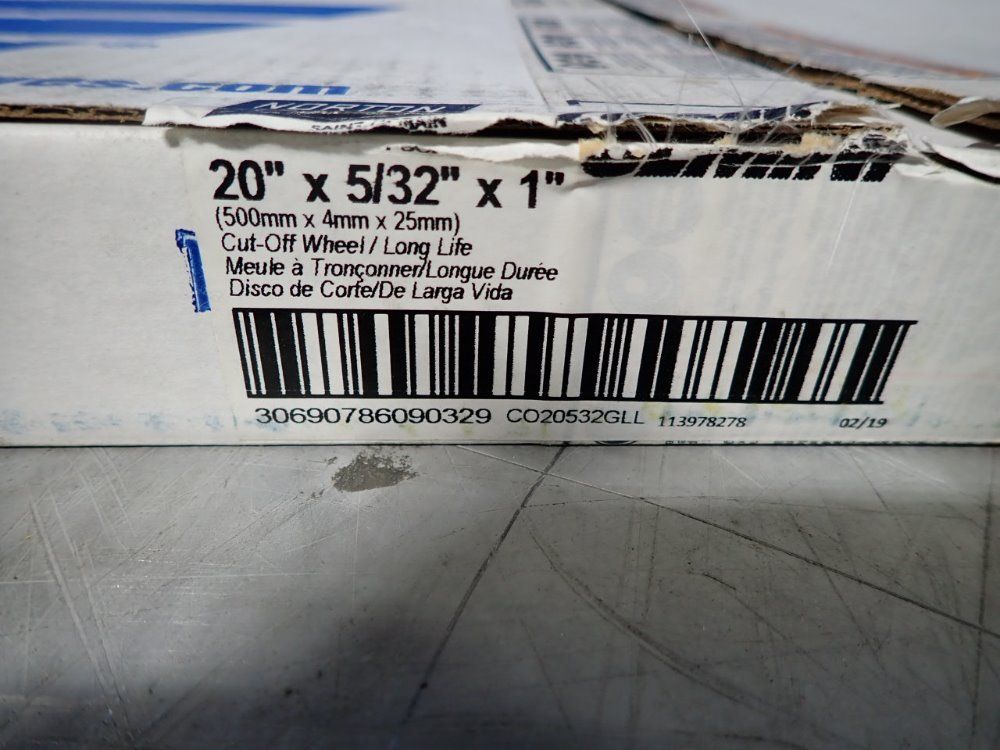 .com
NORTON
20" x 5/32" x 1"
(500mm x 4mm x 25mm)
Cut-Off Wheel / Long Life
Meule à Tronçonner/Longue Durée
Disco de Corte/De Larga Vida
30690786090329 CO20532GLL 113978278 02/19